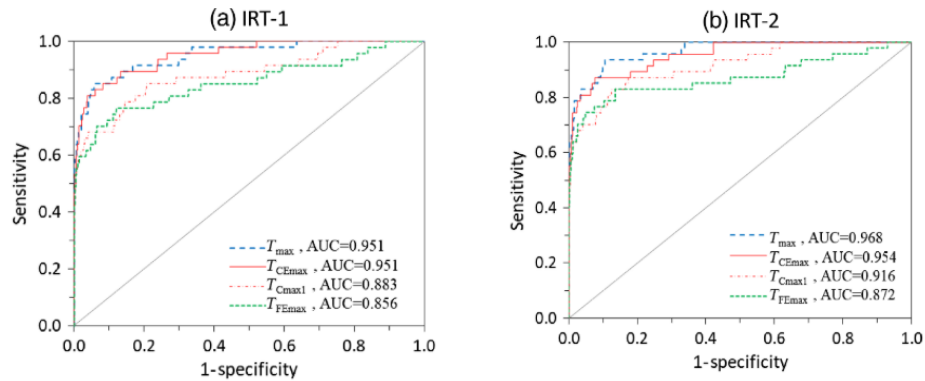 (a) IRT-1
Sensitivity
1.0
0.8
0.6
0.4
0.2
0.0
Tmax , AUC=0.951
TCEmax , AUC=0.951
TCmax1 , AUC=0.883
TFEmax , AUC=0.856
0.0 0.2 0.4 0.6 0.8 1.0
1-specificity
(b) IRT-2
Sensitivity
1.0
0.8
0.6
0.4
0.2
0.0
Tmax , AUC=0.968
TCEmax , AUC=0.954
TCmax1 , AUC=0.916
TFEmax , AUC=0.872
0.0 0.2 0.4 0.6 0.8 1.0
1-specificity